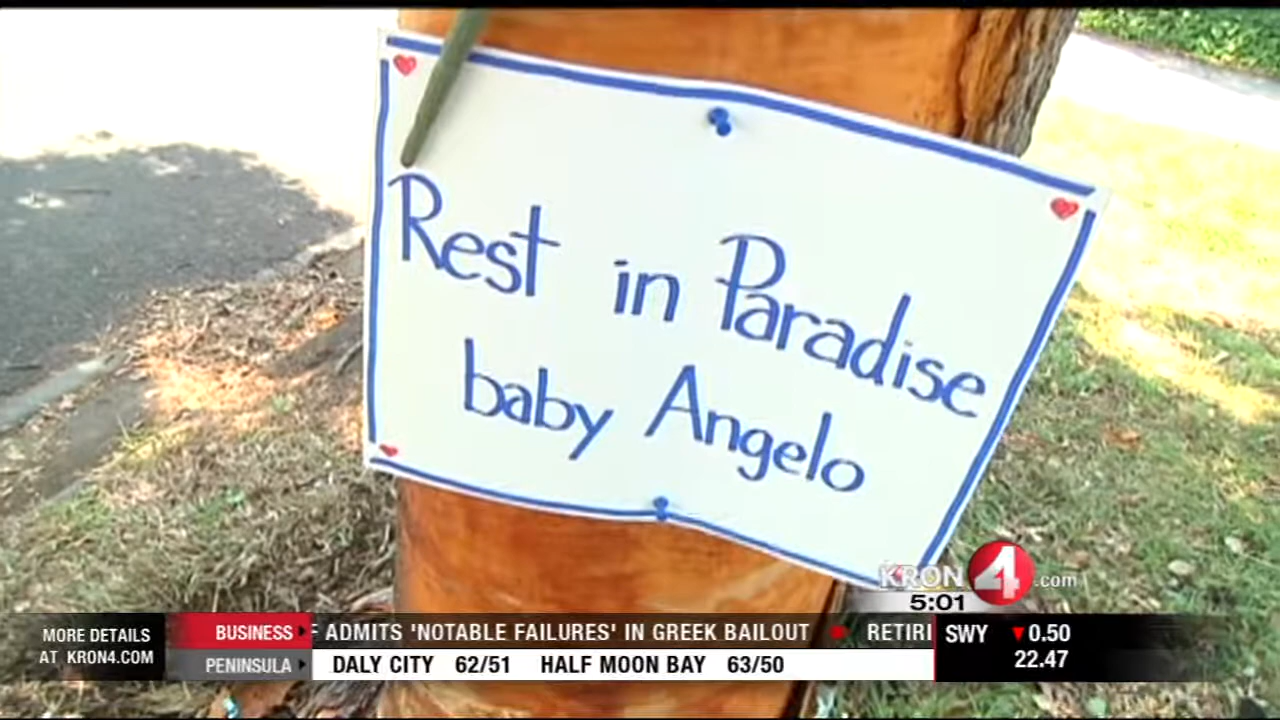 Rest in Paradise
baby Angelo
KRON 4 .com
5:01
MORE DETAILS
AT KRON4.COM
BUSINESS
ADMITS 'NOTABLE FAILURES' IN GREEK BAILOUT
PENINSULA
DALY CITY 62/51 HALF MOON BAY 63/50
SWY 0.50
22.47